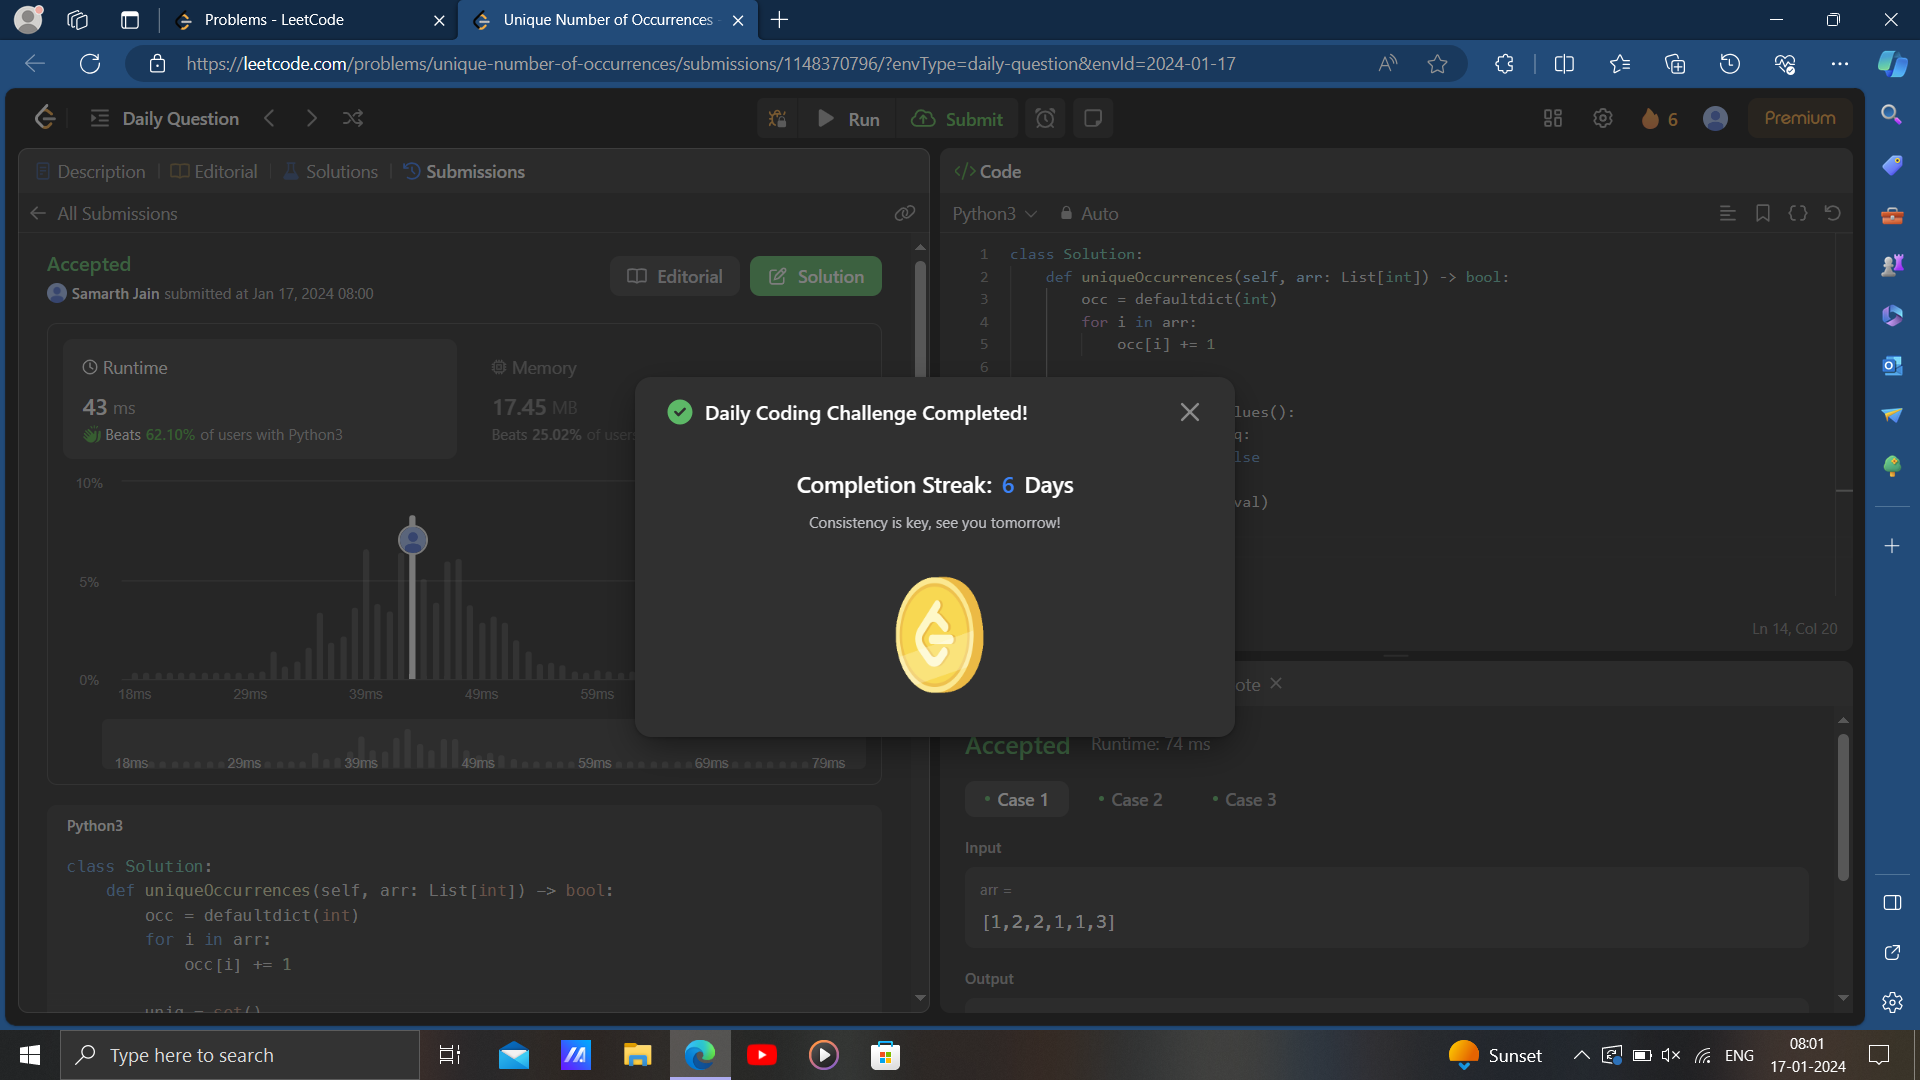 Problems - LeetCode
Unique Number of Occurrences
https://leetcode.com/problems/unique-number-of-occurrences/submissions/1148370796/?envType=daily-question&envId=2024-01-17
Daily Question
Run
Submit
6
Premium
Description
Editorial
Solutions
Submissions
All Submissions
Accepted
Samarth Jain submitted at Jan 17, 2024 08:00
Editorial
Solution
Runtime
43 ms
Beats 62.10% of users with Python3
Memory
17.45 MB
Beats 25.02% of users
10%
5%
0%
18ms 29ms 39ms 49ms 59ms
18ms 29ms 39ms 49ms 59ms 69ms 79ms
Python3
class Solution:
def uniqueOccurrences(self, arr: List[int]) -> bool:
occ = defaultdict(int)
for i in arr:
occ[i] += 1
uniq = set()
Daily Coding Challenge Completed!
Completion Streak: 6 Days
Consistency is key, see you tomorrow!
</> Code
Python3
Auto
1 class Solution:
2 def uniqueOccurrences(self, arr: List[int]) -> bool:
3 occ = defaultdict(int)
4 for i in arr:
5 occ[i] += 1
6
lues():
q:
lse
val)
Ln 14, Col 20
ote
Accepted
Runtime: 74 ms
Case 1
Case 2
Case 3
Input
arr =
[1,2,2,1,1,3]
Output
Type here to search
Sunset
ENG
08:01
17-01-2024